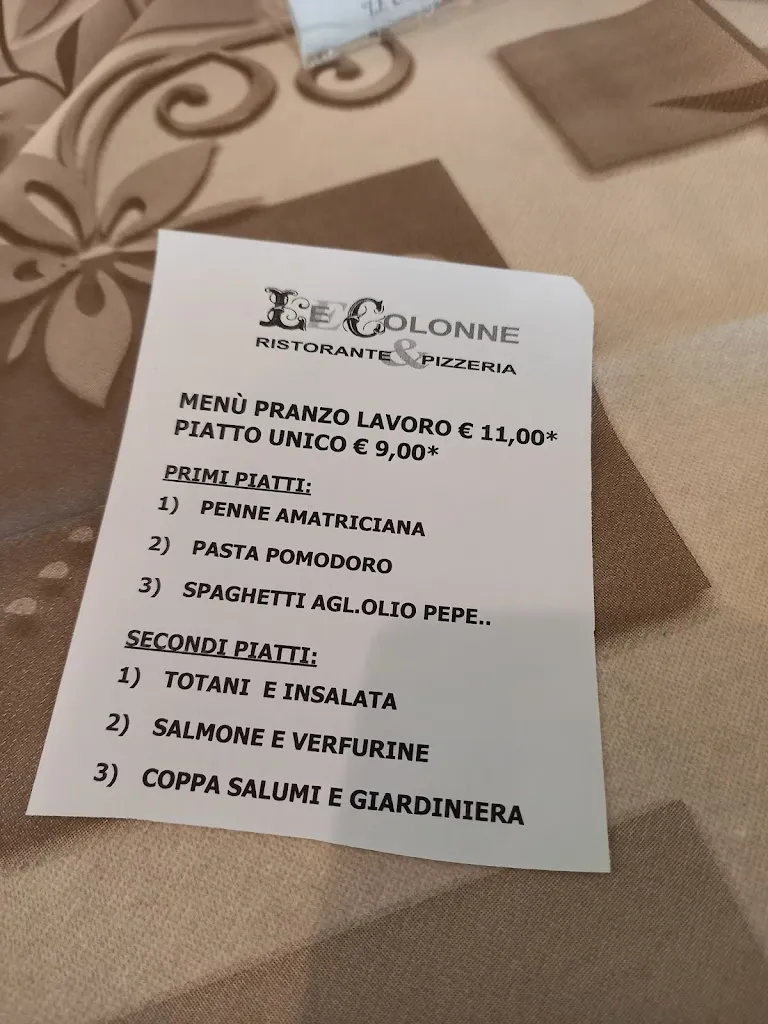 LE COLONNE
RISTORANTE & PIZZERIA
MENÙ PRANZO LAVORO € 11,00*
PIATTO UNICO € 9,00*
PRIMI PIATTI:
1) PENNE AMATRICIANA
2) PASTA POMODORO
3) SPAGHETTI AGL.OLIO PEPE..
SECONDI PIATTI:
1) TOTANI E INSALATA
2) SALMONE E VERFURINE
3) COPPA SALUMI E GIARDINIERA